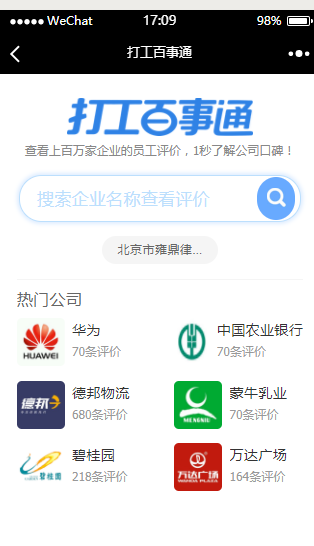 WeChat 17:09 98%
打工百事通
打工百事通
查看上百万家企业的员工评价，1秒了解公司口碑！
搜索企业名称查看评价
北京市雍鼎律...
热门公司
HUAWEI
华为
70条评价
中国农业银行
70条评价
德邦
德邦物流
680条评价
MENGNIU
蒙牛乳业
70条评价
碧桂园
碧桂园
218条评价
万达广场
WANDA PLAZA
万达广场
164条评价